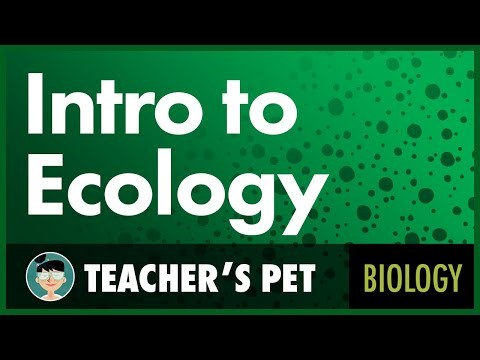 Intro to
Ecology
TEACHER'S PET
BIOLOGY